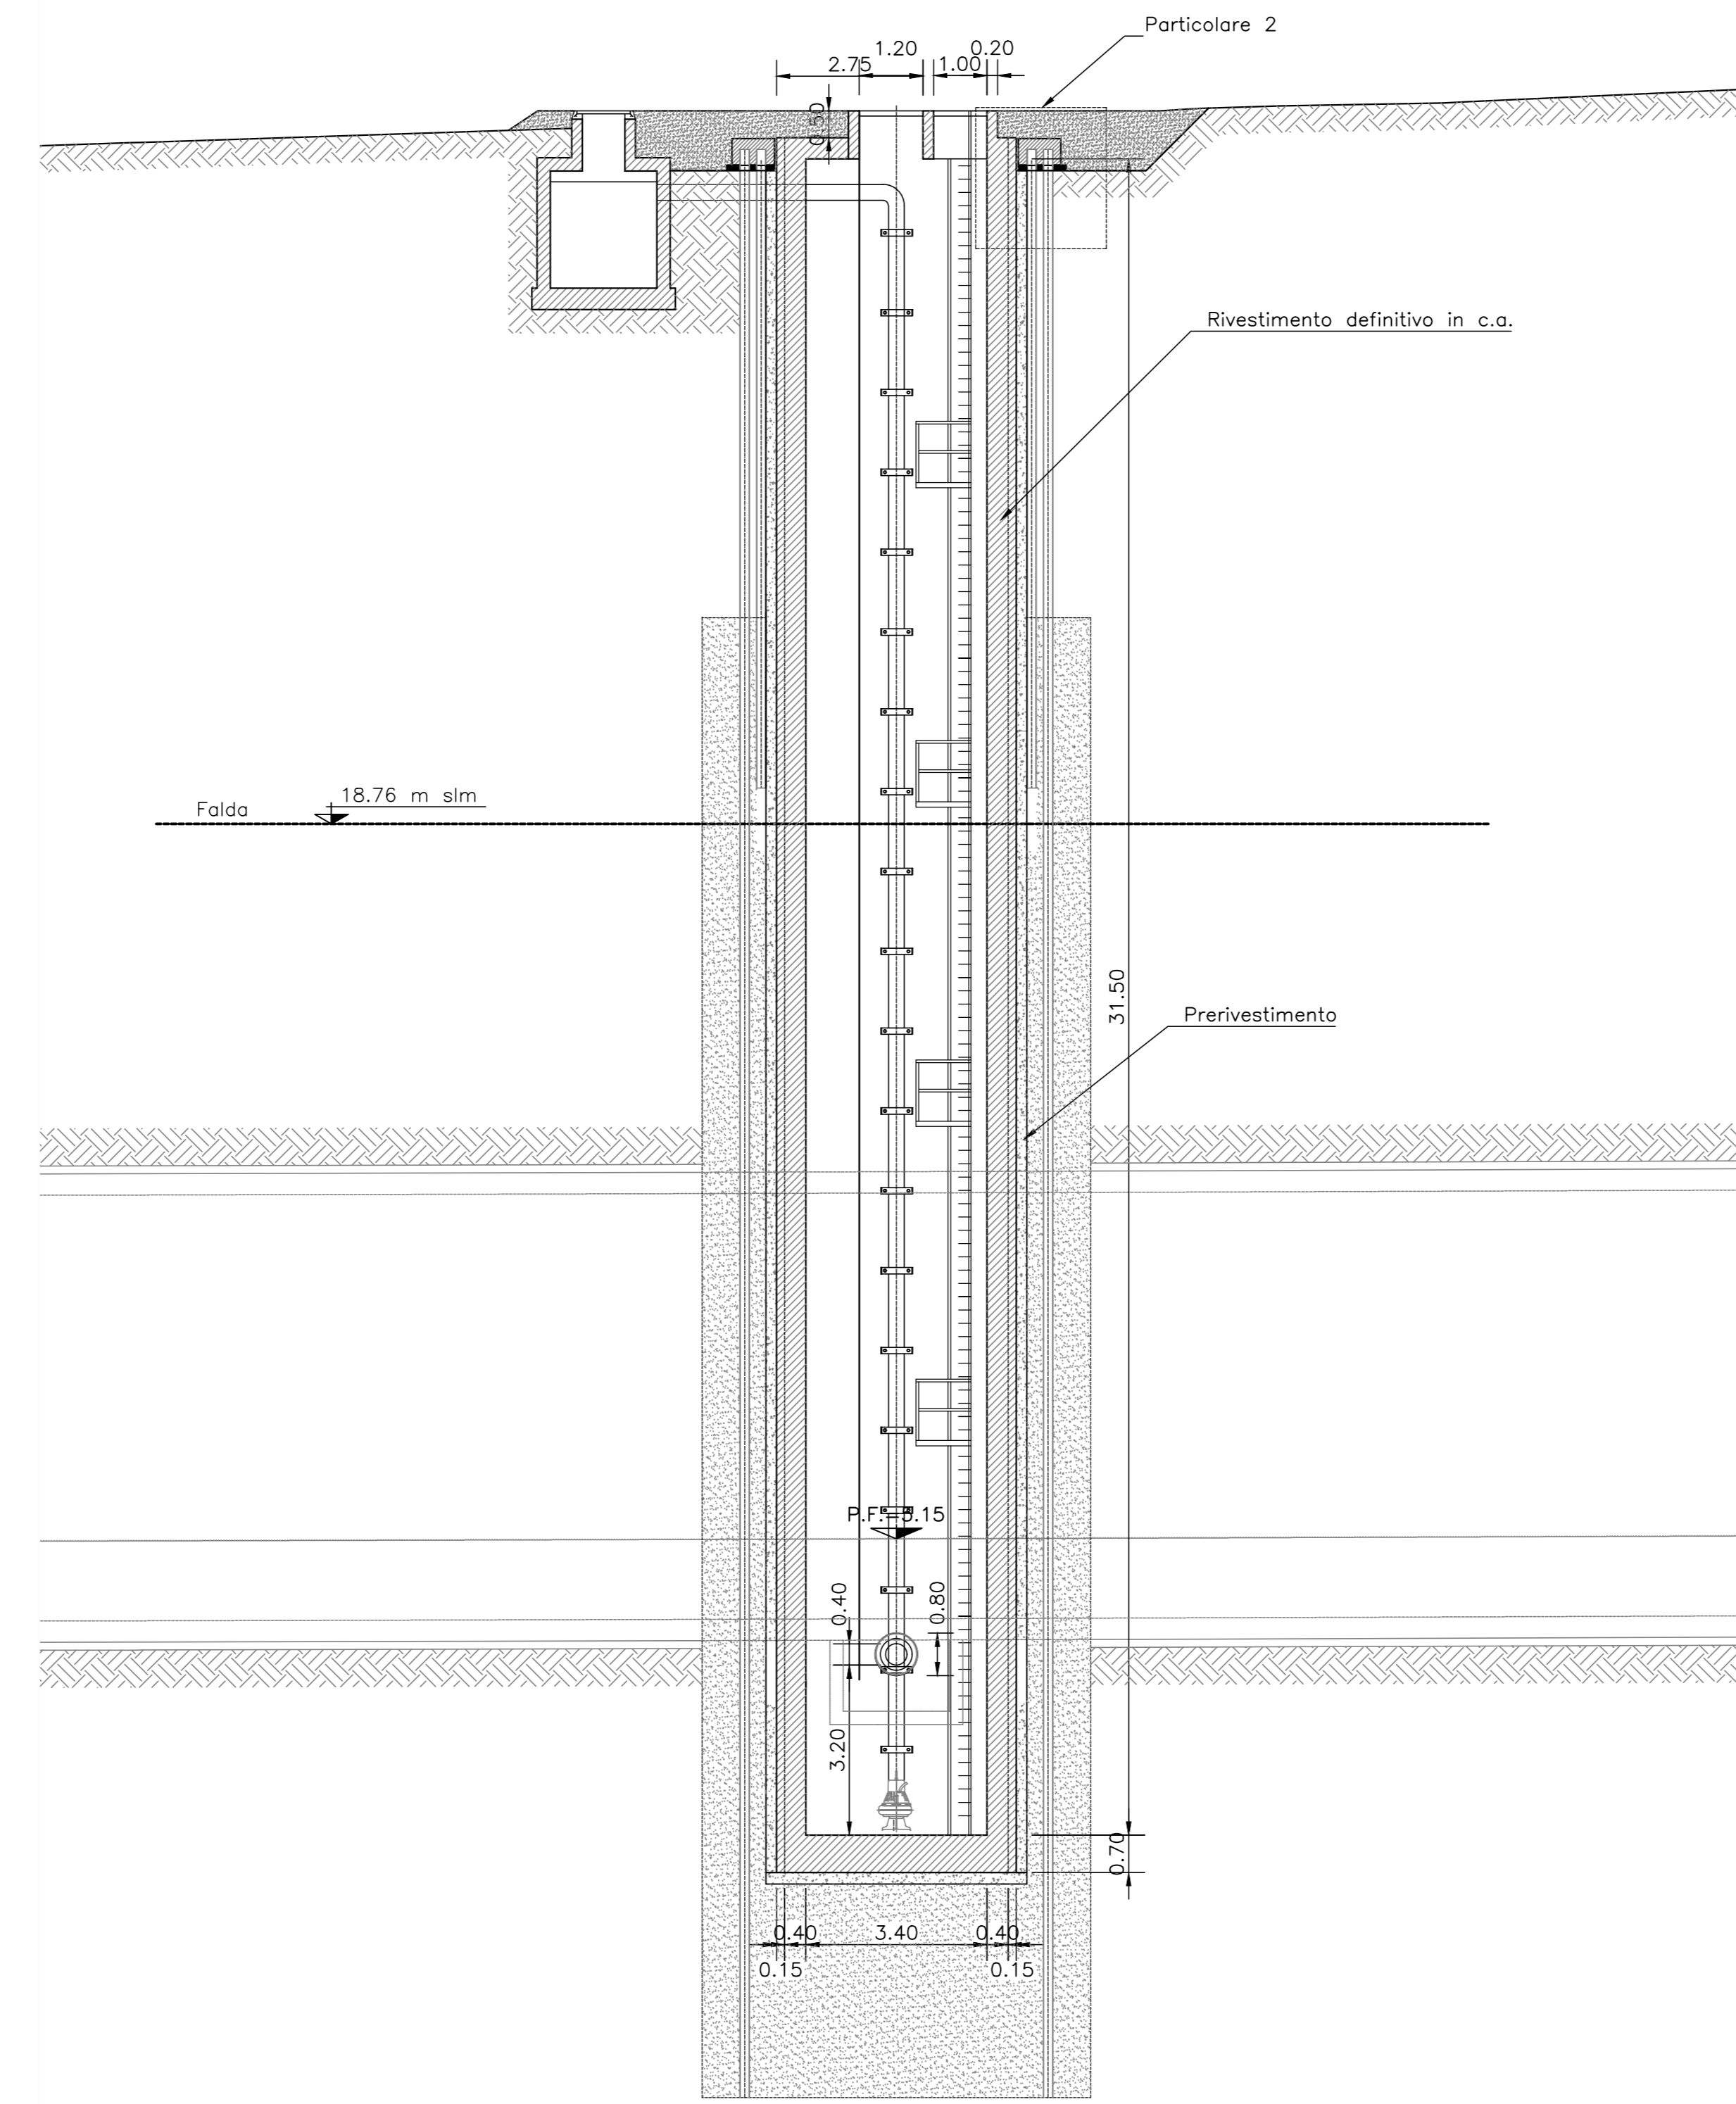 Particolare 2
1.20
0.20
2.75
1.00
0.50
Rivestimento definitivo in c.a.
18.76 m slm
Falda
31.50
Prerivestimento
P.F.=5.15
0.40
0.80
3.20
0.70
0.40
3.40
0.40
0.15
0.15